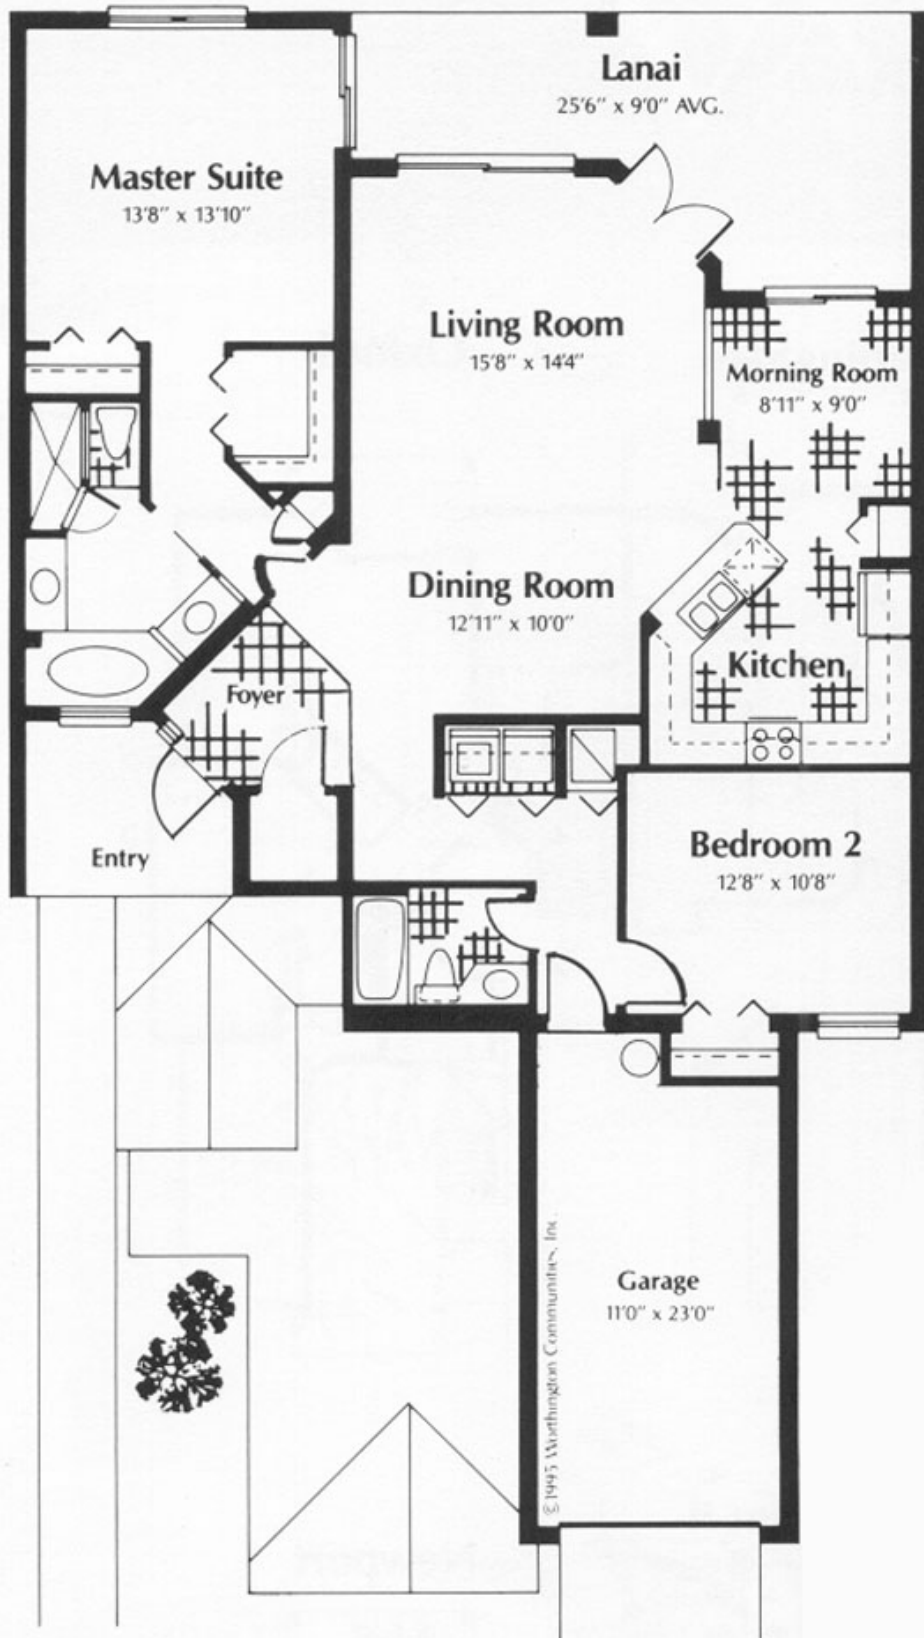 Lanai
25'6" x 9'0" AVG.
Master Suite
13'8" x 13'10"
Living Room
15'8" x 14'4"
Morning Room
8'11" x 9'0"
Dining Room
12'11" x 10'0"
Kitchen
Foyer
Bedroom 2
12'8" x 10'8"
Entry
Garage
11'0" x 23'0"
©1995 Worthington Communities, Inc.